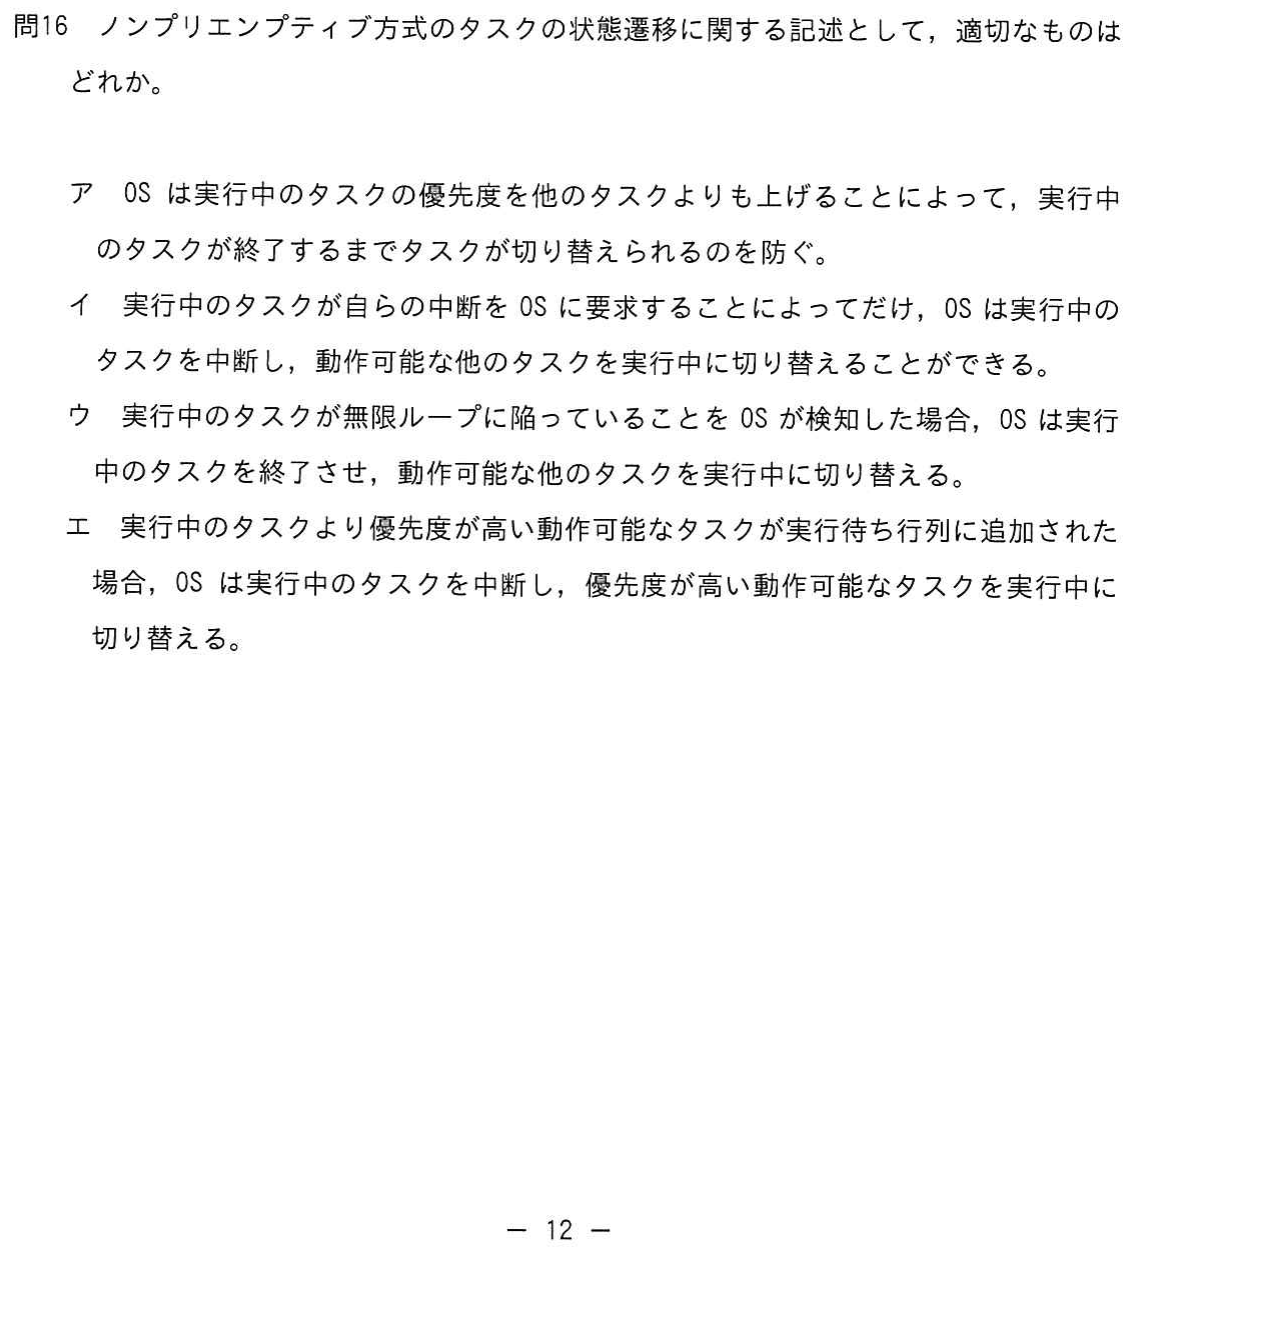 問16　ノンプリエンプティブ方式のタスクの状態遷移に関する記述として，適切なものは
どれか。
ア　OS は実行中のタスクの優先度を他のタスクよりも上げることによって，実行中
のタスクが終了するまでタスクが切り替えられるのを防ぐ。
イ　実行中のタスクが自らの中断を OS に要求することによってだけ，OS は実行中の
タスクを中断し，動作可能な他のタスクを実行中に切り替えることができる。
ウ　実行中のタスクが無限ループに陥っていることを OS が検知した場合，OS は実行
中のタスクを終了させ，動作可能な他のタスクを実行中に切り替える。
エ　実行中のタスクより優先度が高い動作可能なタスクが実行待ち行列に追加された
場合，OS は実行中のタスクを中断し，優先度が高い動作可能なタスクを実行中に
切り替える。
― 12 ―